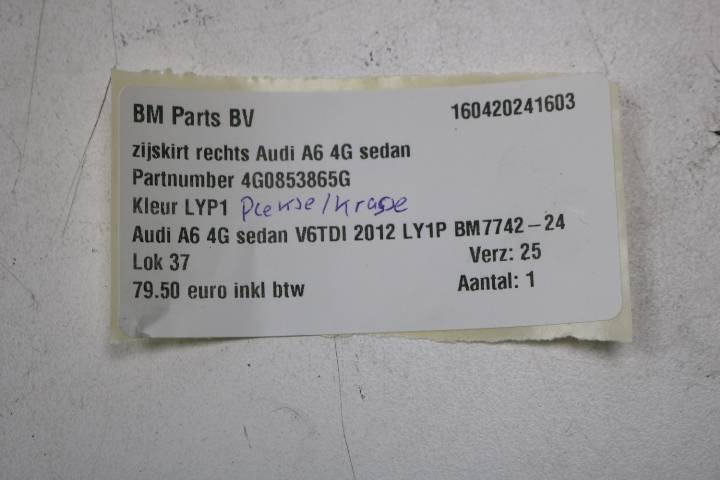 BM Parts BV 160420241603
zijskirt rechts Audi A6 4G sedan
Partnumber 4G0853865G
Kleur LYP1
Audi A6 4G sedan V6TDI 2012 LY1P BM7742-24
Lok 37 Verz: 25
79.50 euro inkl btw Aantal: 1